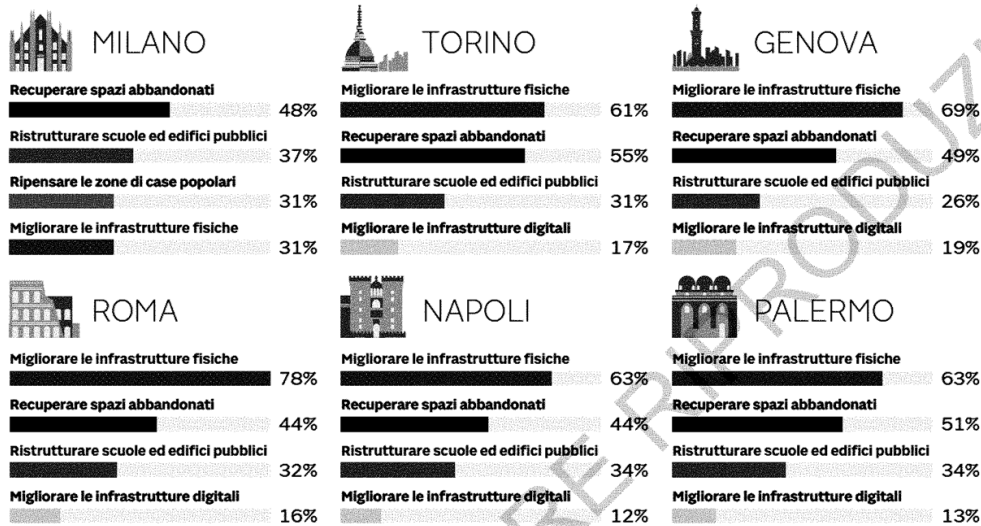 MILANO
Recuperare spazi abbandonati
48%
Ristrutturare scuole ed edifici pubblici
37%
Ripensare le zone di case popolari
31%
Migliorare le infrastrutture fisiche
31%
TORINO
Migliorare le infrastrutture fisiche
61%
Recuperare spazi abbandonati
55%
Ristrutturare scuole ed edifici pubblici
31%
Migliorare le infrastrutture digitali
17%
GENOVA
Migliorare le infrastrutture fisiche
69%
Recuperare spazi abbandonati
49%
Ristrutturare scuole ed edifici pubblici
26%
Migliorare le infrastrutture digitali
19%
ROMA
Migliorare le infrastrutture fisiche
78%
Recuperare spazi abbandonati
44%
Ristrutturare scuole ed edifici pubblici
32%
Migliorare le infrastrutture digitali
16%
NAPOLI
Migliorare le infrastrutture fisiche
63%
Recuperare spazi abbandonati
44%
Ristrutturare scuole ed edifici pubblici
34%
Migliorare le infrastrutture digitali
12%
PALERMO
Migliorare le infrastrutture fisiche
63%
Recuperare spazi abbandonati
51%
Ristrutturare scuole ed edifici pubblici
34%
Migliorare le infrastrutture digitali
13%